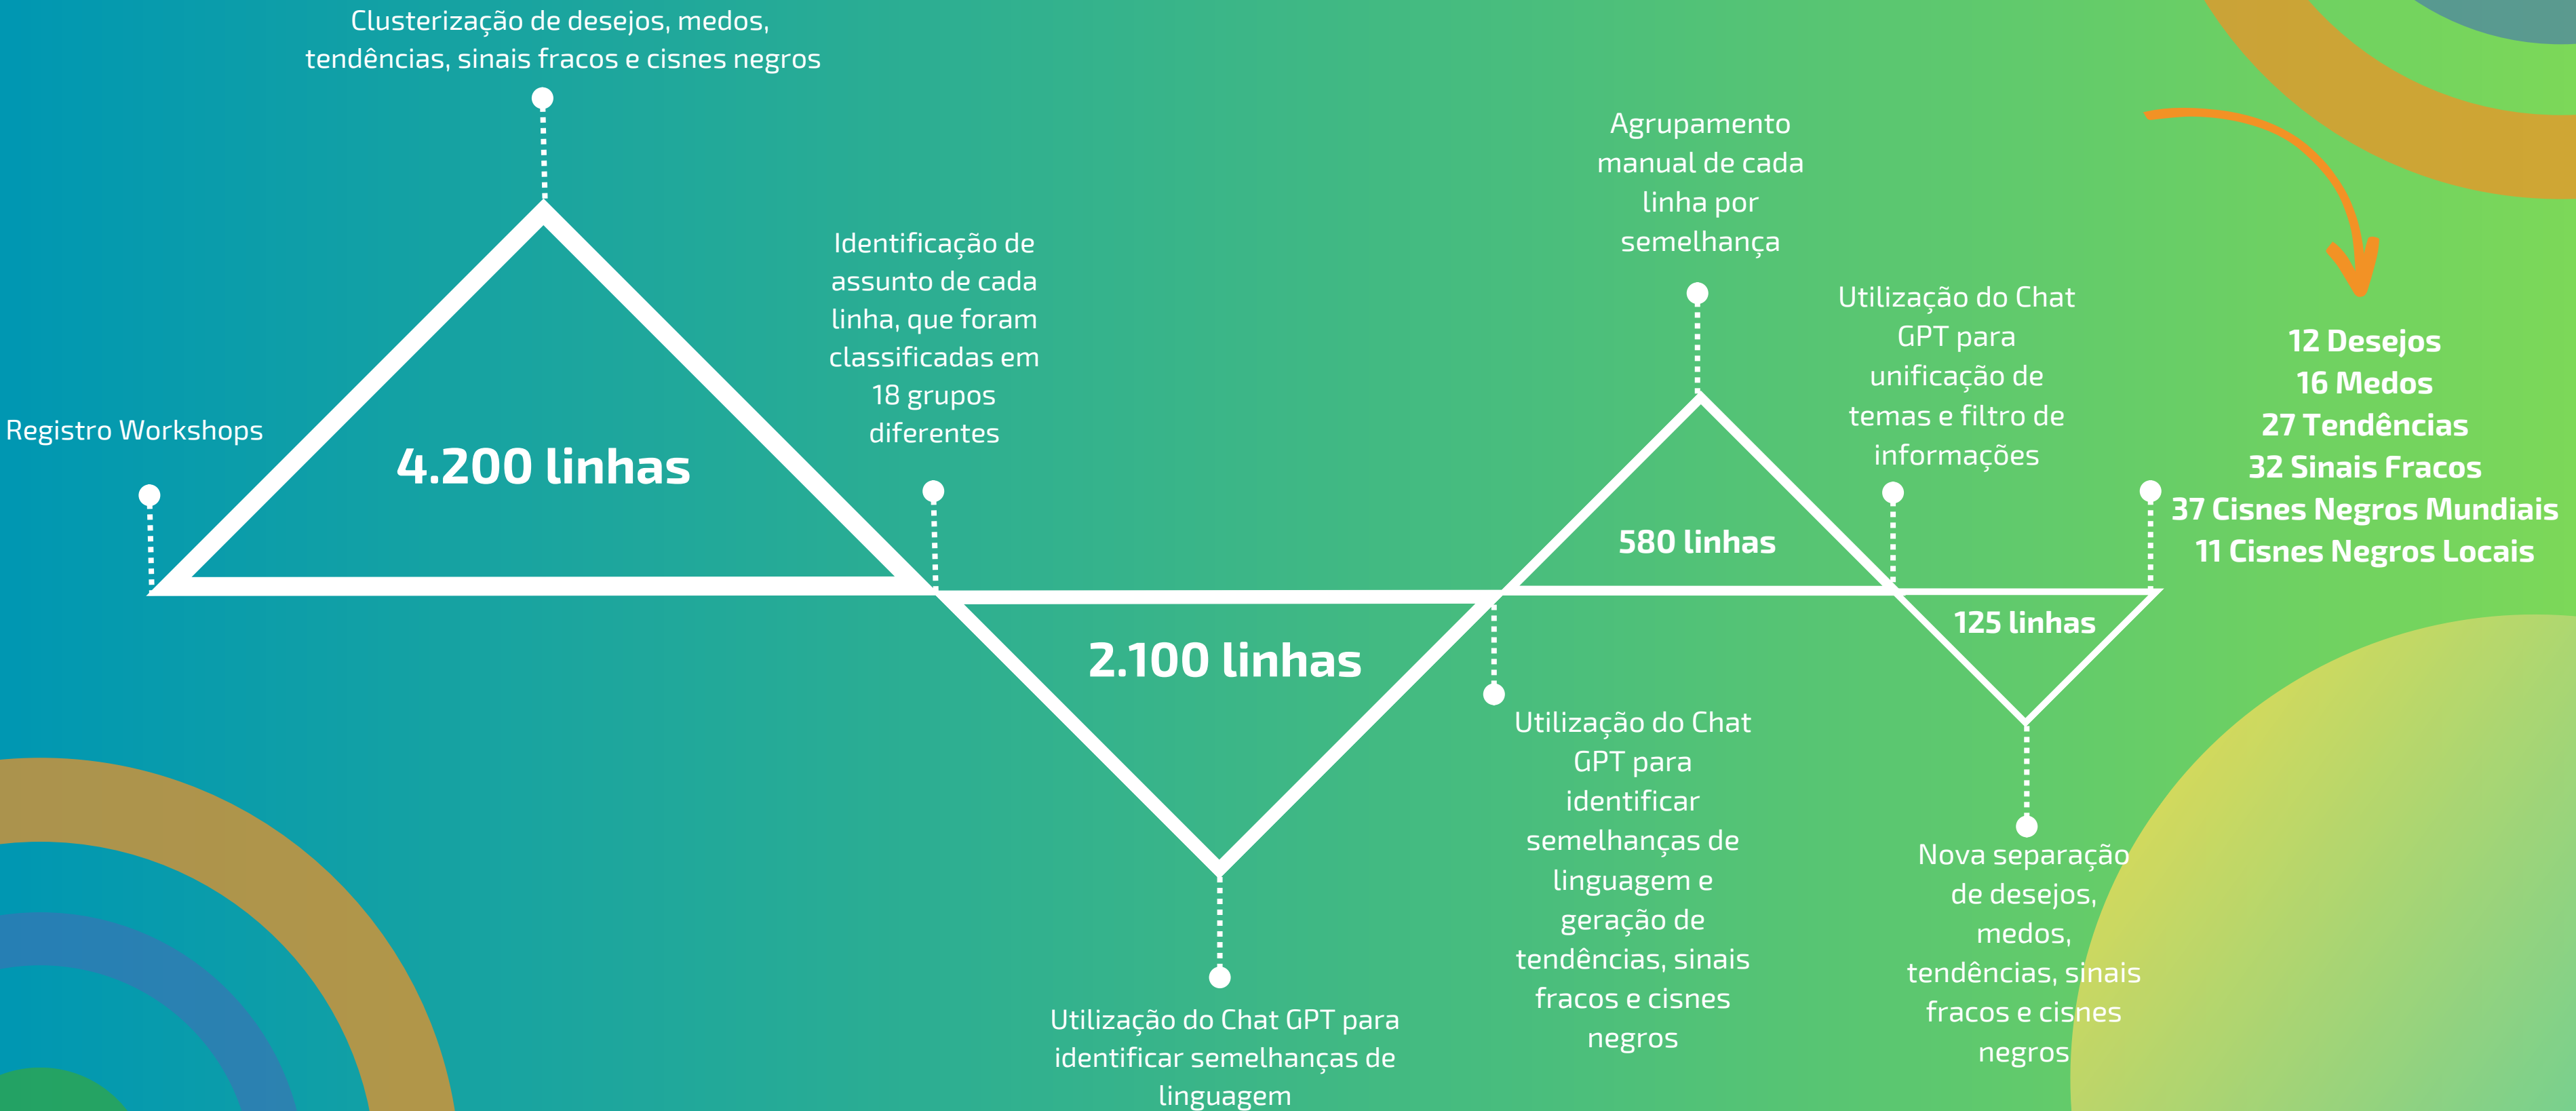 Clusterização de desejos, medos,
tendências, sinais fracos e cisnes negros
Registro Workshops
4.200 linhas
Identificação de
assunto de cada
linha, que foram
classificadas em
18 grupos
diferentes
2.100 linhas
Utilização do Chat GPT para
identificar semelhanças de
linguagem
Utilização do Chat
GPT para
identificar
semelhanças de
linguagem e
geração de
tendências, sinais
fracos e cisnes
negros
Agrupamento
manual de cada
linha por
semelhança
580 linhas
Utilização do Chat
GPT para
unificação de
temas e filtro de
informações
125 linhas
Nova separação
de desejos,
medos,
tendências, sinais
fracos e cisnes
negros
12 Desejos
16 Medos
27 Tendências
32 Sinais Fracos
37 Cisnes Negros Mundiais
11 Cisnes Negros Locais